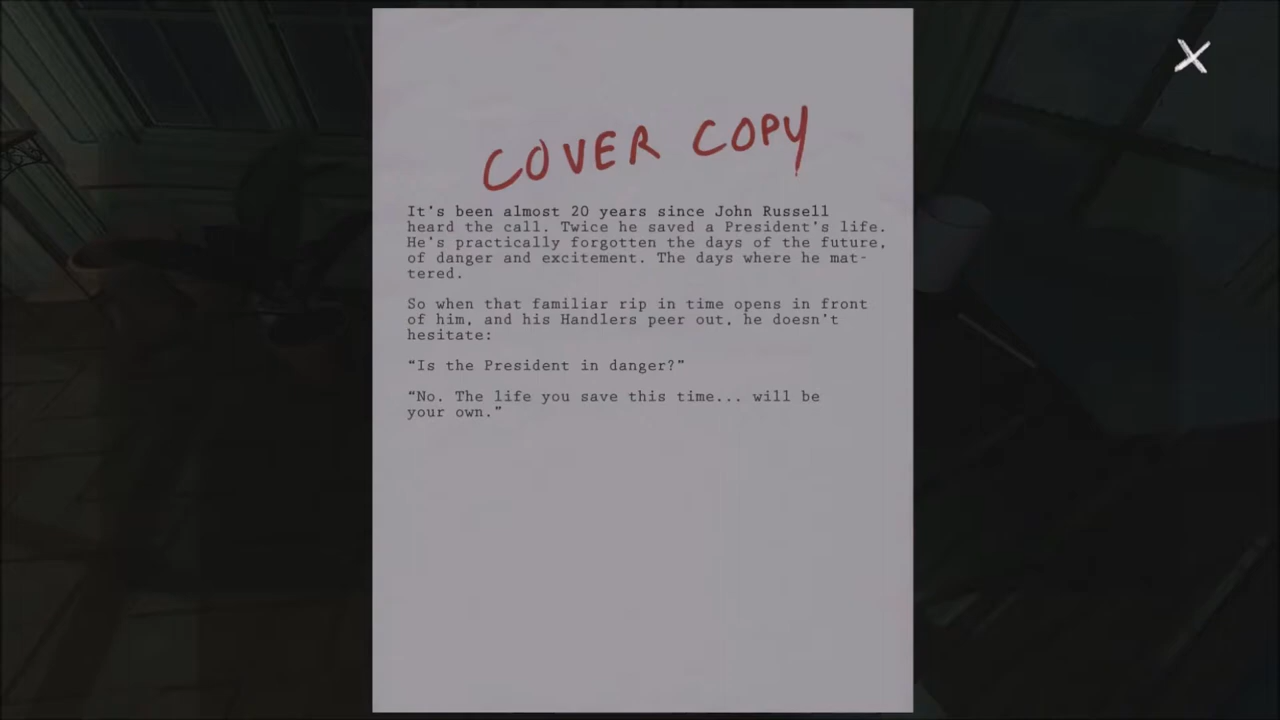 COVER COPY
It's been almost 20 years since John Russell
heard the call. Twice he saved a President's life.
He's practically forgotten the days of the future,
of danger and excitement. The days where he mat-
tered.
So when that familiar rip in time opens in front
of him, and his Handlers peer out, he doesn't
hesitate:
“Is the President in danger?”
“No. The life you save this time... will be
your own.”